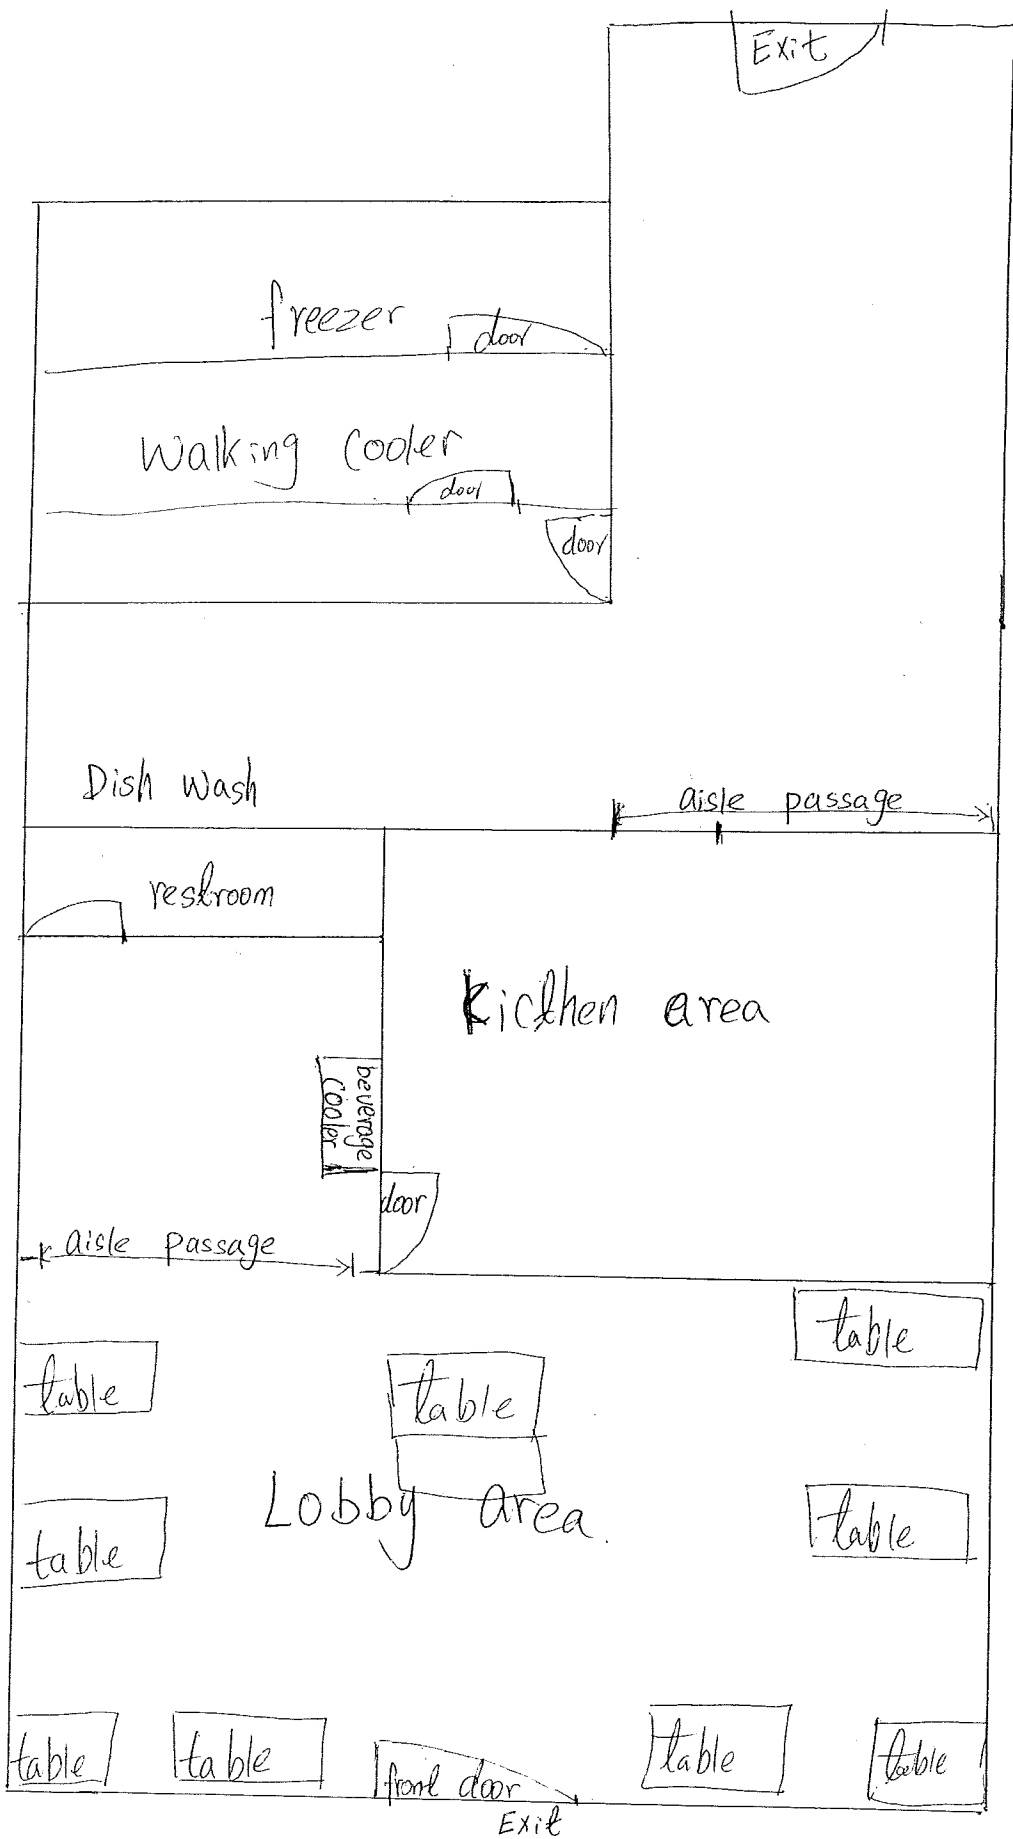 Exit
freezer
door
Walking Cooler
door
door
Dish Wash
aisle passage
restroom
Kicthen area
beverage
Cooler
door
aisle passage
table
table
table
Lobby area
table
table
table
table
table
table
front door
Exit